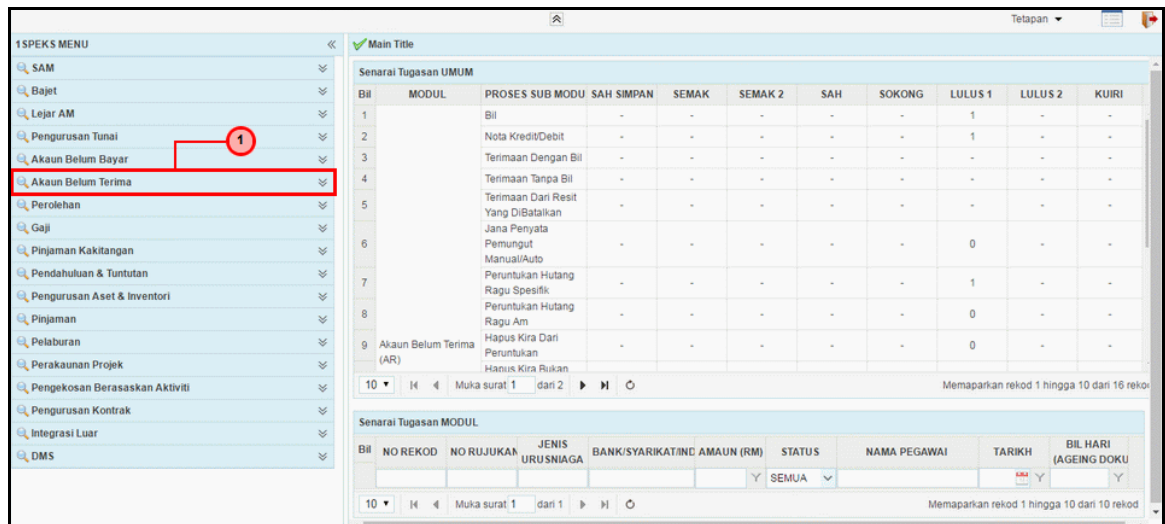 Tetapan
1SPEKS MENU
Main Title
SAM
Bajet
Lejar AM
Pengurusan Tunai
1
Akaun Belum Bayar
Akaun Belum Terima
Perolehan
Gaji
Pinjaman Kakitangan
Pendahuluan & Tuntutan
Pengurusan Aset & Inventori
Pinjaman
Pelaburan
Perakaunan Projek
Pengekosan Berasaskan Aktiviti
Pengurusan Kontrak
Integrasi Luar
DMS
Senarai Tugasan UMUM
Bil MODUL PROSES SUB MODU SAH SIMPAN SEMAK SEMAK 2 SAH SOKONG LULUS 1 LULUS 2 KUIRI
1 Bil - - - - - 1 - -
2 Nota Kredit/Debit - - - - - 1 - -
3 Terimaan Dengan Bil - - - - - - - -
4 Terimaan Tanpa Bil - - - - - - - -
Terimaan Dari Resit
5 - - - - - - - -
Yang DiBatalkan
Jana Penyata
6 Pemungut - - - - - 0 - -
Manual/Auto
Peruntukan Hutang
7 - - - - - 1 - -
Ragu Spesifik
Peruntukan Hutang
8 - - - - - 0 - -
Ragu Am
Hapus Kira Dari
9 Akaun Belum Terima - - - - - 0 - -
(AR) Peruntukan
Hapus Kira Bukan
10 Muka surat 1 dari 2 Memaparkan rekod 1 hingga 10 dari 16 reko
Senarai Tugasan MODUL
Bil NO REKOD NO RUJUKAN JENIS URUSNIAGA BANK/SYARIKAT/IND AMAUN (RM) STATUS NAMA PEGAWAI TARIKH BIL HARI
(AGEING DOKU
SEMUA
10 Muka surat 1 dari 1 Memaparkan rekod 1 hingga 10 dari 10 rekod